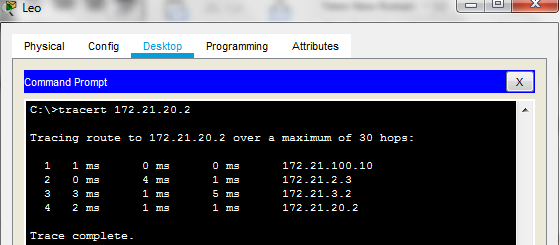 Leo
Physical Config Desktop Programming Attributes
Command Prompt X
C:\>tracert 172.21.20.2
Tracing route to 172.21.20.2 over a maximum of 30 hops:
1 1 ms 0 ms 0 ms 172.21.100.10
2 0 ms 4 ms 1 ms 172.21.2.3
3 3 ms 1 ms 5 ms 172.21.3.2
4 2 ms 1 ms 1 ms 172.21.20.2
Trace complete.